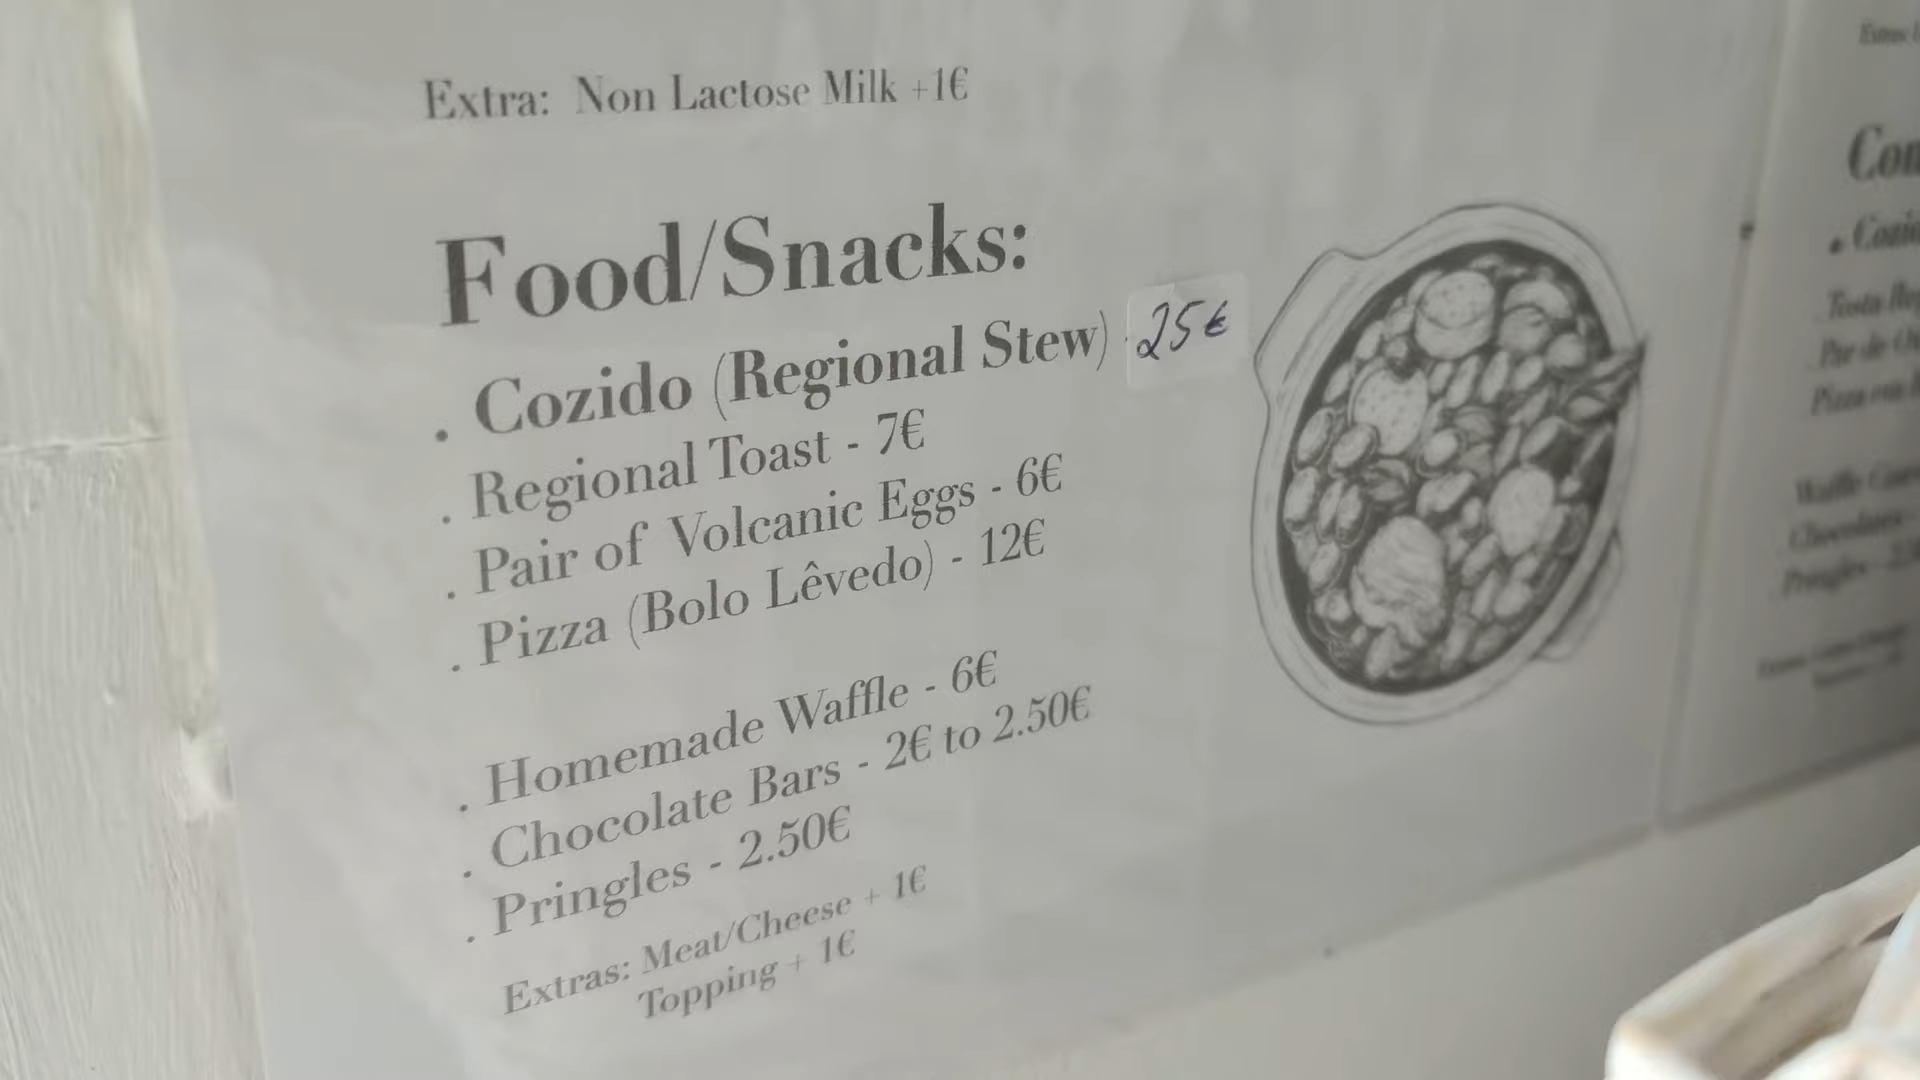 Extra: Non Lactose Milk +1€
Food/Snacks:
. Cozido (Regional Stew) 25€
. Regional Toast - 7€
. Pair of Volcanic Eggs - 6€
. Pizza (Bolo Lêvedo) - 12€
. Homemade Waffle - 6€
. Chocolate Bars - 2€ to 2.50€
. Pringles - 2.50€
Extras: Meat/Cheese + 1€
Topping + 1€